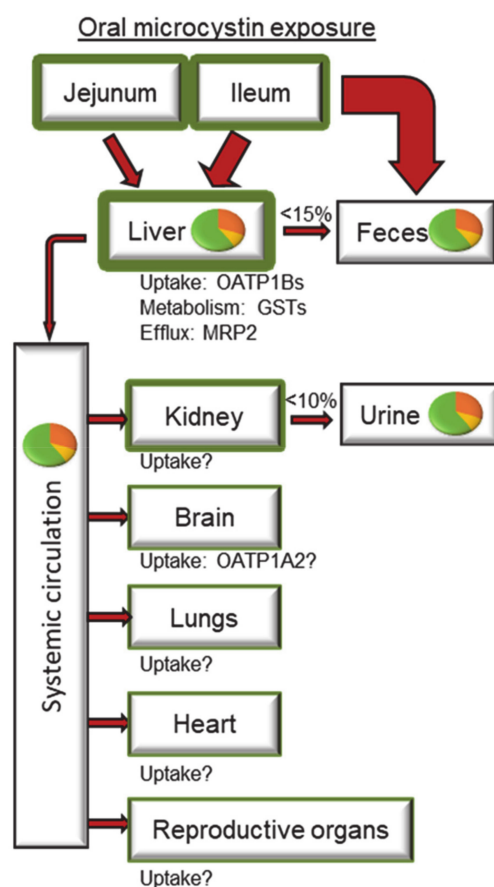 Oral microcystin exposure
Jejunum
Ileum
Liver
<15%
Feces
Uptake: OATP1Bs
Metabolism: GSTs
Efflux: MRP2
Systemic circulation
Kidney
<10%
Urine
Uptake?
Brain
Uptake: OATP1A2?
Lungs
Uptake?
Heart
Uptake?
Reproductive organs
Uptake?